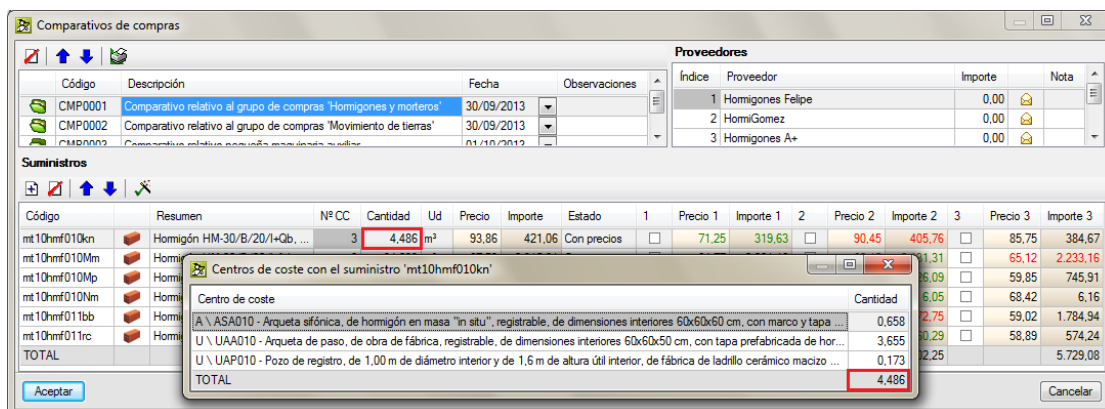 Comparativos de compras
Proveedores
Código Descripción Fecha Observaciones
CMP0001 Comparativo relativo al grupo de compras 'Hormigones y morteros' 30/09/2013
CMP0002 Comparativo relativo al grupo de compras 'Movimiento de tierras' 30/09/2013
CMP0003 Comparativo relativo pequeña maquinaria auxiliar 01/10/2013
Índice Proveedor Importe Nota
1 Hormigones Felipe 0,00
2 HormiGomez 0,00
3 Hormigones A+ 0,00
Suministros
Código Resumen Nº CC Cantidad Ud Precio Importe Estado 1 Precio 1 Importe 1 2 Precio 2 Importe 2 3 Precio 3 Importe 3
mt10hmf010kn Hormigón HM-30/B/20/I+Qb, ... 3 4,486 m³ 93,86 421,06 Con precios 71,25 319,63 90,45 405,76 85,75 384,67
mt10hmf010Mm 65,12 2.233,16
mt10hmf010Mp 59,85 745,91
mt10hmf010Nm 68,42 6,16
mt10hmf011bb 59,02 1.784,94
mt10hmf011rc 58,89 574,24
TOTAL 5.729,08
Centros de coste con el suministro 'mt10hmf010kn'
Centro de coste Cantidad
A \ ASA010 - Arqueta sifónica, de hormigón en masa "in situ", registrable, de dimensiones interiores 60x60x60 cm, con marco y tapa ... 0,658
U \ UAA010 - Arqueta de paso, de obra de fábrica, registrable, de dimensiones interiores 60x60x50 cm, con tapa prefabricada de hor... 3,655
U \ UAP010 - Pozo de registro, de 1,00 m de diámetro interior y de 1,6 m de altura útil interior, de fábrica de ladrillo cerámico macizo ... 0,173
TOTAL 4,486
Aceptar Cancelar